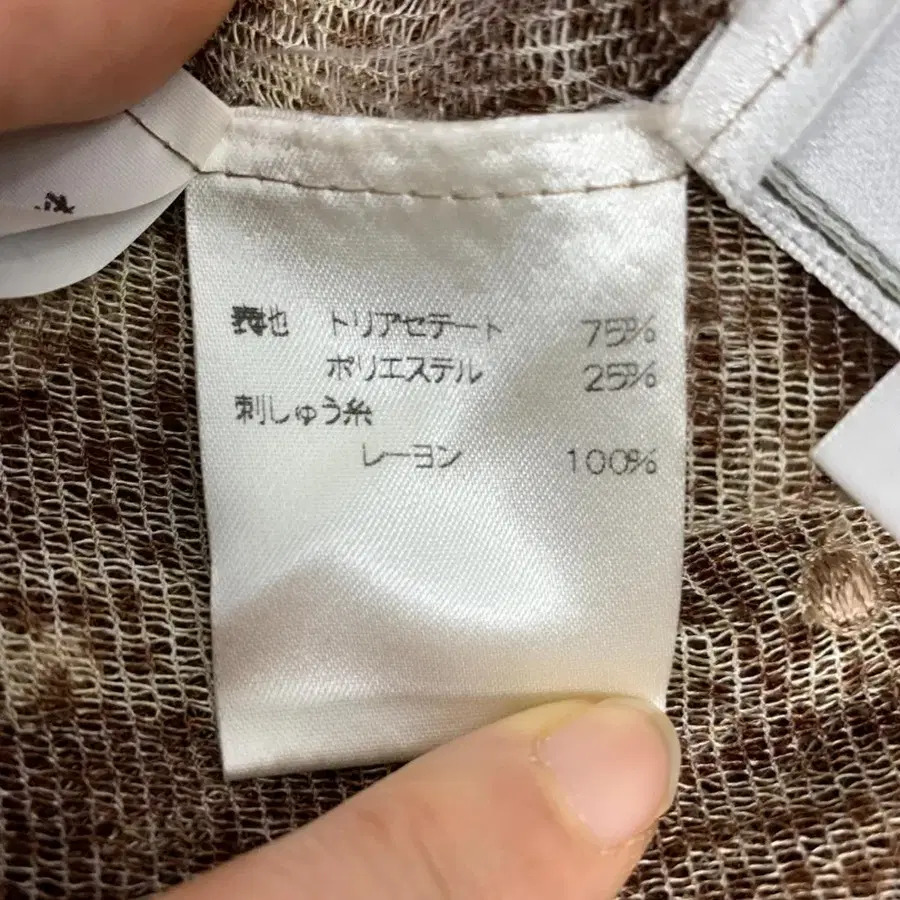 表地 トリアセテート 75%
ポリエステル 25%
刺しゅう糸
レーヨン 100%